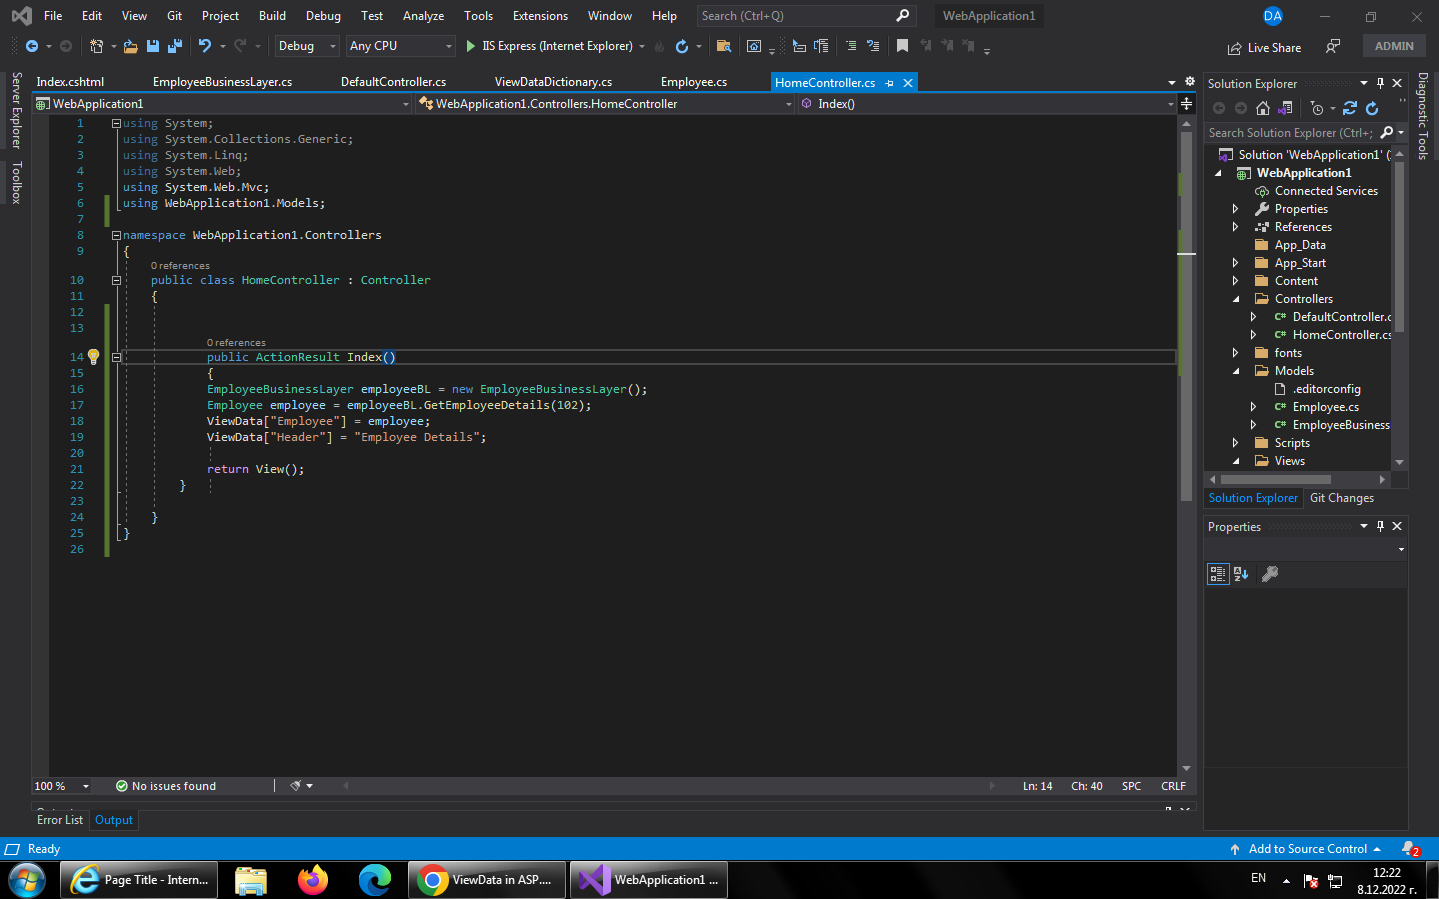 File Edit View Git Project Build Debug Test Analyze Tools Extensions Window Help Search (Ctrl+Q) WebApplication1 DA
Debug Any CPU IIS Express (Internet Explorer) Live Share ADMIN
Server Explorer
Toolbox
Index.cshtml EmployeeBusinessLayer.cs DefaultController.cs ViewDataDictionary.cs Employee.cs HomeController.cs
WebApplication1 WebApplication1.Controllers.HomeController Index()
1 using System;
2 using System.Collections.Generic;
3 using System.Linq;
4 using System.Web;
5 using System.Web.Mvc;
6 using WebApplication1.Models;
7
8 namespace WebApplication1.Controllers
9 {
0 references
10 public class HomeController : Controller
11 {
12
13
0 references
14 public ActionResult Index()
15 {
16 EmployeeBusinessLayer employeeBL = new EmployeeBusinessLayer();
17 Employee employee = employeeBL.GetEmployeeDetails(102);
18 ViewData["Employee"] = employee;
19 ViewData["Header"] = "Employee Details";
20
21 return View();
22 }
23
24 }
25 }
26
100 % No issues found Ln: 14 Ch: 40 SPC CRLF
Error List Output
Solution Explorer
Search Solution Explorer (Ctrl+;
Solution 'WebApplication1' (
WebApplication1
Connected Services
Properties
References
App_Data
App_Start
Content
Controllers
DefaultController.c
HomeController.cs
fonts
Models
.editorconfig
Employee.cs
EmployeeBusiness
Scripts
Views
Solution Explorer Git Changes
Properties
Diagnostic Tools
Ready Add to Source Control 2
Page Title - Intern... ViewData in ASP.... WebApplication1 ... EN 12:22
8.12.2022 г.